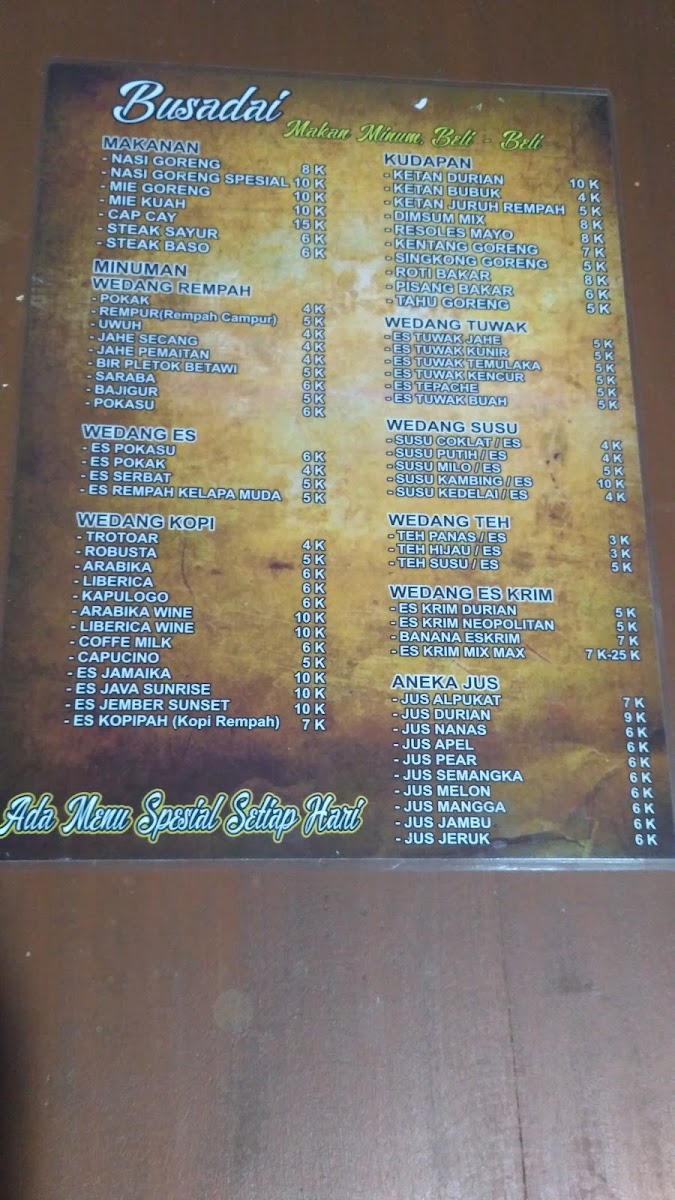 Busadai
Makan Minum, Beli - Beli
MAKANAN
- NASI GORENG 8 K
- NASI GORENG SPESIAL 10 K
- MIE GORENG 10 K
- MIE KUAH 10 K
- CAP CAY 15 K
- STEAK SAYUR 6 K
- STEAK BASO 6 K
MINUMAN
WEDANG REMPAH
- POKAK 4 K
- REMPUR(Rempah Campur) 5 K
- UWUH 4 K
- JAHE SECANG 4 K
- JAHE PEMAITAN 4 K
- BIR PLETOK BETAWI 5 K
- SARABA 6 K
- BAJIGUR 5 K
- POKASU 6 K
WEDANG ES
- ES POKASU 6 K
- ES POKAK 4 K
- ES SERBAT 5 K
- ES REMPAH KELAPA MUDA 5 K
WEDANG KOPI
- TROTOAR 4 K
- ROBUSTA 5 K
- ARABIKA 6 K
- LIBERICA 6 K
- KAPULOGO 6 K
- ARABIKA WINE 10 K
- LIBERICA WINE 10 K
- COFFE MILK 6 K
- CAPUCINO 5 K
- ES JAMAIKA 10 K
- ES JAVA SUNRISE 10 K
- ES JEMBER SUNSET 10 K
- ES KOPIPAH (Kopi Rempah) 7 K
Ada Menu Spesial Setiap Hari
KUDAPAN
- KETAN DURIAN 10 K
- KETAN BUBUK 4 K
- KETAN JURUH REMPAH 5 K
- DIMSUM MIX 8 K
- RESOLES MAYO 8 K
- KENTANG GORENG 7 K
- SINGKONG GORENG 5 K
- ROTI BAKAR 8 K
- PISANG BAKAR 6 K
- TAHU GORENG 5 K
WEDANG TUWAK
- ES TUWAK JAHE 5 K
- ES TUWAK KUNIR 5 K
- ES TUWAK TEMULAKA 5 K
- ES TUWAK KENCUR 5 K
- ES TEPACHE 5 K
- ES TUWAK BUAH 5 K
WEDANG SUSU
- SUSU COKLAT / ES 4 K
- SUSU PUTIH / ES 4 K
- SUSU MILO / ES 5 K
- SUSU KAMBING / ES 10 K
- SUSU KEDELAI / ES 4 K
WEDANG TEH
- TEH PANAS / ES 3 K
- TEH HIJAU / ES 3 K
- TEH SUSU / ES 5 K
WEDANG ES KRIM
- ES KRIM DURIAN 5 K
- ES KRIM NEOPOLITAN 5 K
- BANANA ESKRIM 7 K
- ES KRIM MIX MAX 7 K-25 K
ANEKA JUS
- JUS ALPUKAT 7 K
- JUS DURIAN 9 K
- JUS NANAS 6 K
- JUS APEL 6 K
- JUS PEAR 6 K
- JUS SEMANGKA 6 K
- JUS MELON 6 K
- JUS MANGGA 6 K
- JUS JAMBU 6 K
- JUS JERUK 6 K